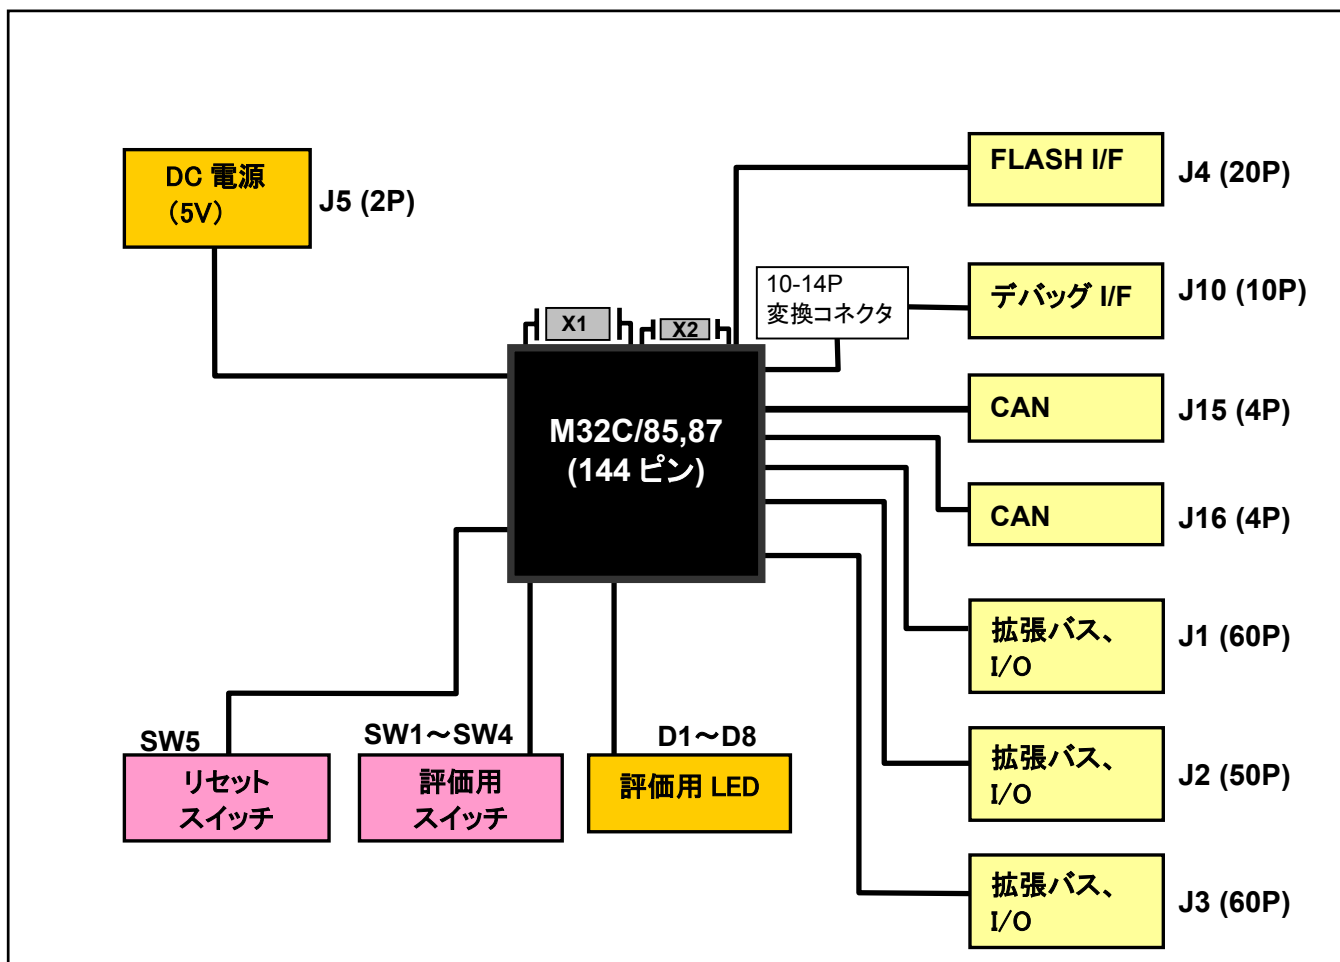 DC 電源
(5V)
J5 (2P)
FLASH I/F
J4 (20P)
10-14P
変換コネクタ
デバッグ I/F
J10 (10P)
X1
X2
M32C/85,87
(144 ピン)
CAN
J15 (4P)
CAN
J16 (4P)
拡張バス、
I/O
J1 (60P)
拡張バス、
I/O
J2 (50P)
拡張バス、
I/O
J3 (60P)
SW5
リセット
スイッチ
SW1～SW4
評価用
スイッチ
D1～D8
評価用 LED